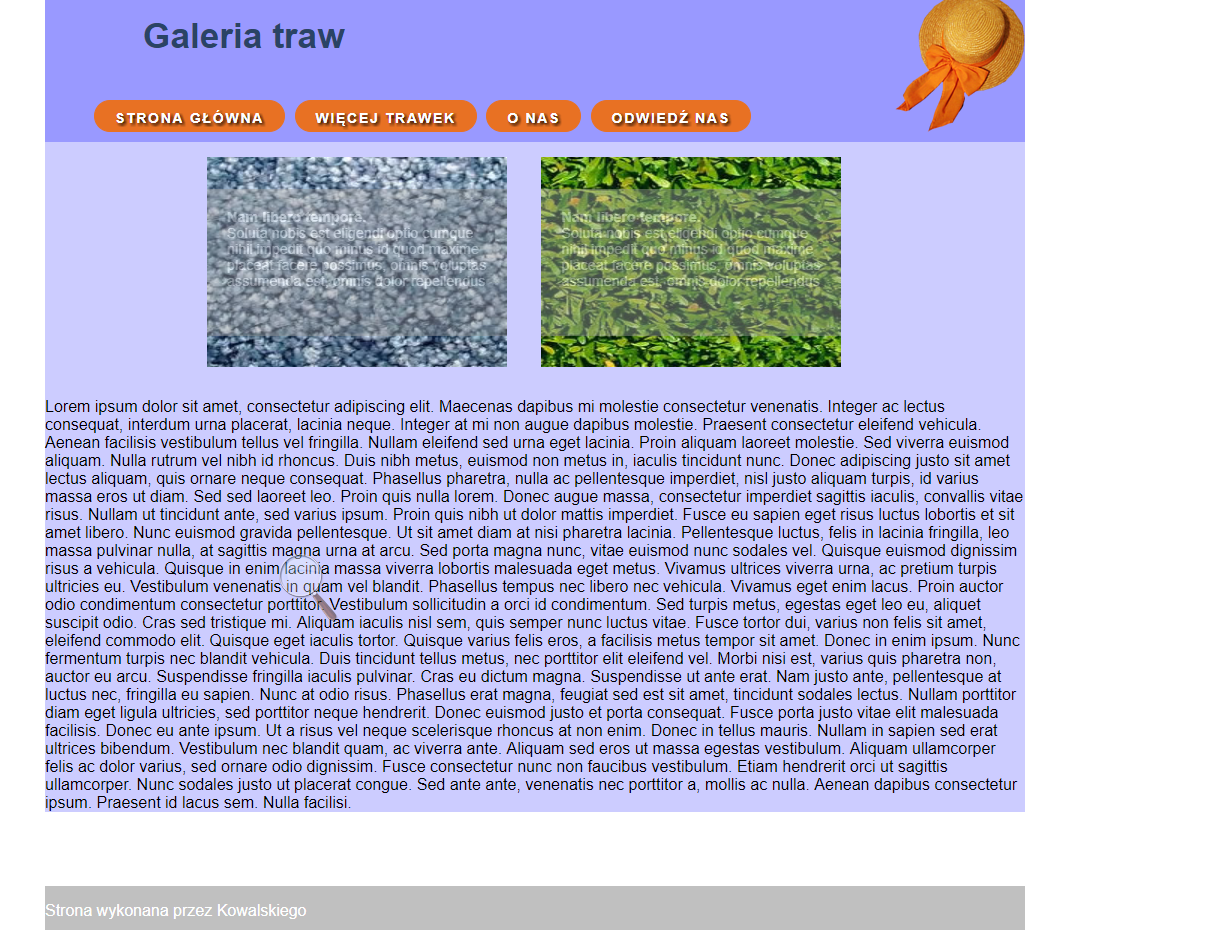 Galeria traw
STRONA GŁÓWNA WIĘCEJ TRAWEK O NAS ODWIEDŹ NAS
Nam libero tempore.
Soluta nobis est eligendi optio cumque
nihil impedit quo minus id quod maxime
placeat facere possimus, omnis voluptas
assumenda est, omnis dolor repellendus
Nam libero tempore.
Soluta nobis est eligendi optio cumque
nihil impedit quo minus id quod maxime
placeat facere possimus, omnis voluptas
assumenda est, omnis dolor repellendus
Lorem ipsum dolor sit amet, consectetur adipiscing elit. Maecenas dapibus mi molestie consectetur venenatis. Integer ac lectus
consequat, interdum urna placerat, lacinia neque. Integer at mi non augue dapibus molestie. Praesent consectetur eleifend vehicula.
Aenean facilisis vestibulum tellus vel fringilla. Nullam eleifend sed urna eget lacinia. Proin aliquam laoreet molestie. Sed viverra euismod
aliquam. Nulla rutrum vel nibh id rhoncus. Duis nibh metus, euismod non metus in, iaculis tincidunt nunc. Donec adipiscing justo sit amet
lectus aliquam, quis ornare neque consequat. Phasellus pharetra, nulla ac pellentesque imperdiet, nisl justo aliquam turpis, id varius
massa eros ut diam. Sed sed laoreet leo. Proin quis nulla lorem. Donec augue massa, consectetur imperdiet sagittis iaculis, convallis vitae
risus. Nullam ut tincidunt ante, sed varius ipsum. Proin quis nibh ut dolor mattis imperdiet. Fusce eu sapien eget risus luctus lobortis et sit
amet libero. Nunc euismod gravida pellentesque. Ut sit amet diam at nisi pharetra lacinia. Pellentesque luctus, felis in lacinia fringilla, leo
massa pulvinar nulla, at sagittis magna urna at arcu. Sed porta magna nunc, vitae euismod nunc sodales vel. Quisque euismod dignissim
risus a vehicula. Quisque in enim lacinia massa viverra lobortis malesuada eget metus. Vivamus ultrices viverra urna, ac pretium turpis
ultricies eu. Vestibulum venenatis in quam vel blandit. Phasellus tempus nec libero nec vehicula. Vivamus eget enim lacus. Proin auctor
odio condimentum consectetur porttitor. Vestibulum sollicitudin a orci id condimentum. Sed turpis metus, egestas eget leo eu, aliquet
suscipit odio. Cras sed tristique mi. Aliquam iaculis nisl sem, quis semper nunc luctus vitae. Fusce tortor dui, varius non felis sit amet,
eleifend commodo elit. Quisque eget iaculis tortor. Quisque varius felis eros, a facilisis metus tempor sit amet. Donec in enim ipsum. Nunc
fermentum turpis nec blandit vehicula. Duis tincidunt tellus metus, nec porttitor elit eleifend vel. Morbi nisi est, varius quis pharetra non,
auctor eu arcu. Suspendisse fringilla iaculis pulvinar. Cras eu dictum magna. Suspendisse ut ante erat. Nam justo ante, pellentesque at
luctus nec, fringilla eu sapien. Nunc at odio risus. Phasellus erat magna, feugiat sed est sit amet, tincidunt sodales lectus. Nullam porttitor
diam eget ligula ultricies, sed porttitor neque hendrerit. Donec euismod justo et porta consequat. Fusce porta justo vitae elit malesuada
facilisis. Donec eu ante ipsum. Ut a risus vel neque scelerisque rhoncus at non enim. Donec in tellus mauris. Nullam in sapien sed erat
ultrices bibendum. Vestibulum nec blandit quam, ac viverra ante. Aliquam sed eros ut massa egestas vestibulum. Aliquam ullamcorper
felis ac dolor varius, sed ornare odio dignissim. Fusce consectetur nunc non faucibus vestibulum. Etiam hendrerit orci ut sagittis
ullamcorper. Nunc sodales justo ut placerat congue. Sed ante ante, venenatis nec porttitor a, mollis ac nulla. Aenean dapibus consectetur
ipsum. Praesent id lacus sem. Nulla facilisi.
Strona wykonana przez Kowalskiego